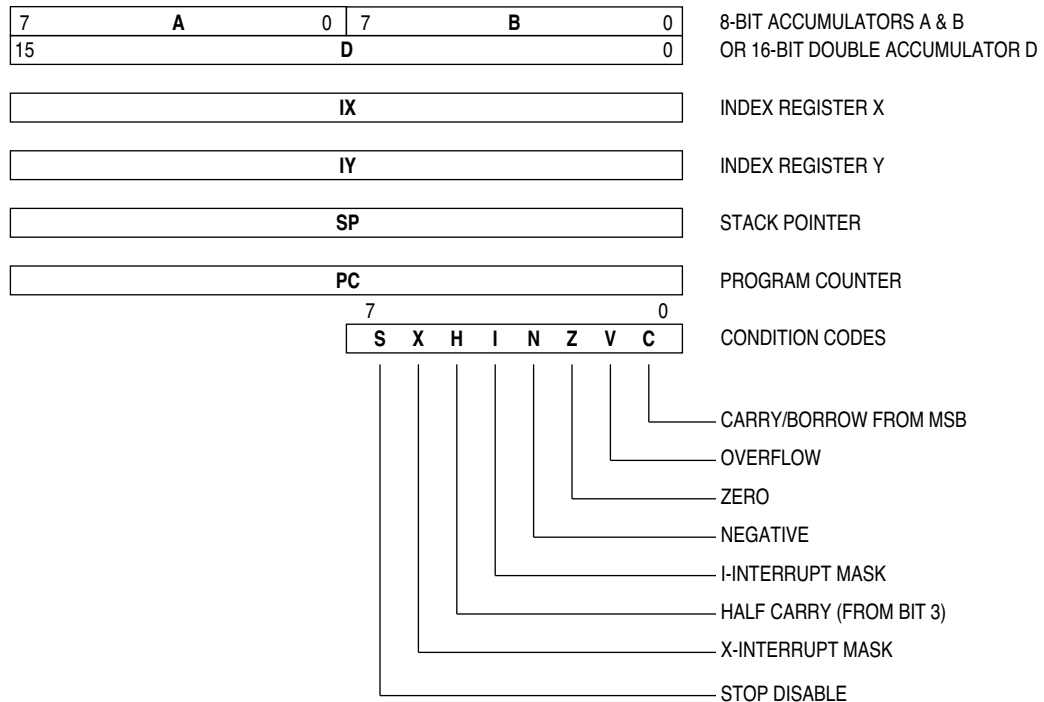 7 A 0 7 B 0 8-BIT ACCUMULATORS A & B
15 D 0 OR 16-BIT DOUBLE ACCUMULATOR D
IX INDEX REGISTER X
IY INDEX REGISTER Y
SP STACK POINTER
PC PROGRAM COUNTER
7 0
S X H I N Z V C CONDITION CODES
CARRY/BORROW FROM MSB
OVERFLOW
ZERO
NEGATIVE
I-INTERRUPT MASK
HALF CARRY (FROM BIT 3)
X-INTERRUPT MASK
STOP DISABLE